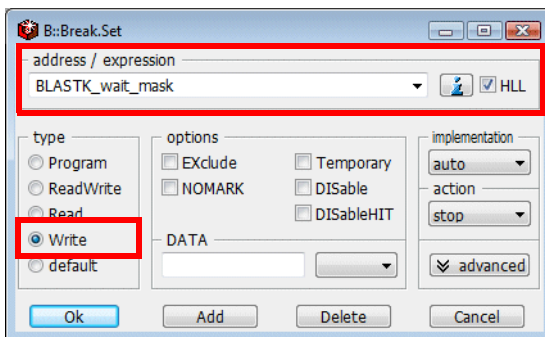 B::Break.Set
address / expression
BLASTK_wait_mask
i HLL
type options implementation
Program EXclude Temporary auto
ReadWrite NOMARK DISable action
Read DISableHIT stop
Write DATA
default advanced
Ok Add Delete Cancel